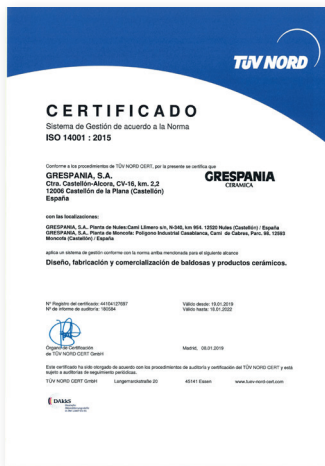 TÜV NORD
CERTIFICADO
Sistema de Gestión de acuerdo a la Norma
ISO 14001 : 2015
Conforme a los procedimientos de TÜV NORD CERT, por la presente se certifica que
GRESPANIA, S.A.
Ctra. Castellón-Alcora, CV-16, km. 2,2
12006 Castellón de la Plana (Castellón)
España
GRESPANIA
CERAMICA
con las localizaciones:
GRESPANIA, S.A., Planta de Nules:Camí Llimero s/n, N-340, km 954. 12520 Nules (Castellón) / España
GRESPANIA, S.A., Planta de Moncofa: Polígono Industrial Casablanca, Camí de Cabres, Parc. 98, 12593
Moncofa (Castellón) / España
aplica un sistema de gestión conforme con la norma arriba mencionada para el siguiente alcance
Diseño, fabricación y comercialización de baldosas y productos cerámicos.
Nº Registro del certificado: 44104127697
Nº de informe de auditoría: 180584
Válido desde: 19.01.2019
Válido hasta: 18.01.2022
Órgano de Certificación
de TÜV NORD CERT GmbH
Madrid, 09.01.2019
Este certificado ha sido otorgado de acuerdo con los procedimientos de auditoría y certificación del TÜV NORD CERT y está
sujeto a auditorías de seguimiento periódicas.
TÜV NORD CERT GmbH Langemarckstraße 20 45141 Essen www.tuev-nord-cert.com
DAkkS